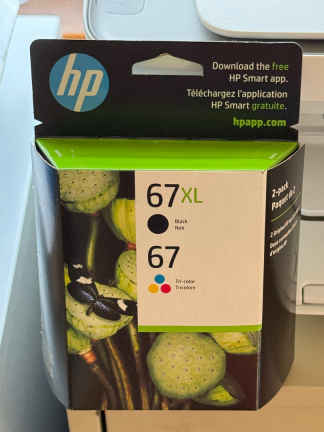 hp
Download the free
HP Smart app.
Téléchargez l'application
HP Smart gratuite.
hpapp.com
67XL
Black
Noir
67
Tri-color
Tricolore
2-pack